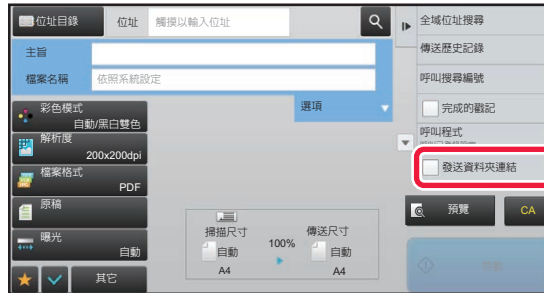 位址目錄
位址
觸摸以輸入位址
主旨
檔案名稱
依照系統設定
選項
彩色模式
自動/黑白雙色
解析度
200x200dpi
檔案格式
PDF
原稿
曝光
自動
其它
掃描尺寸
自動
A4
100%
傳送尺寸
自動
A4
全域位址搜尋
傳送歷史記錄
呼叫搜尋編號
完成的戳記
呼叫程式
發送資料夾連結
預覽
CA